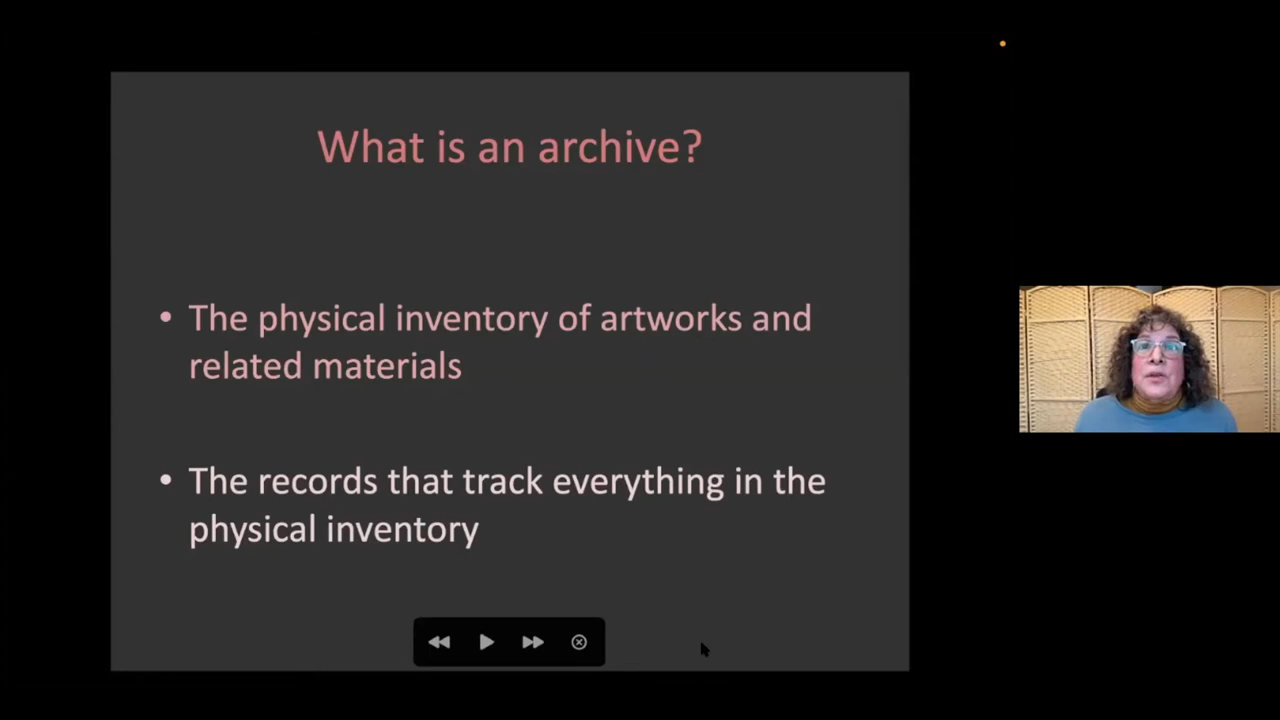 What is an archive?
• The physical inventory of artworks and
related materials
• The records that track everything in the
physical inventory